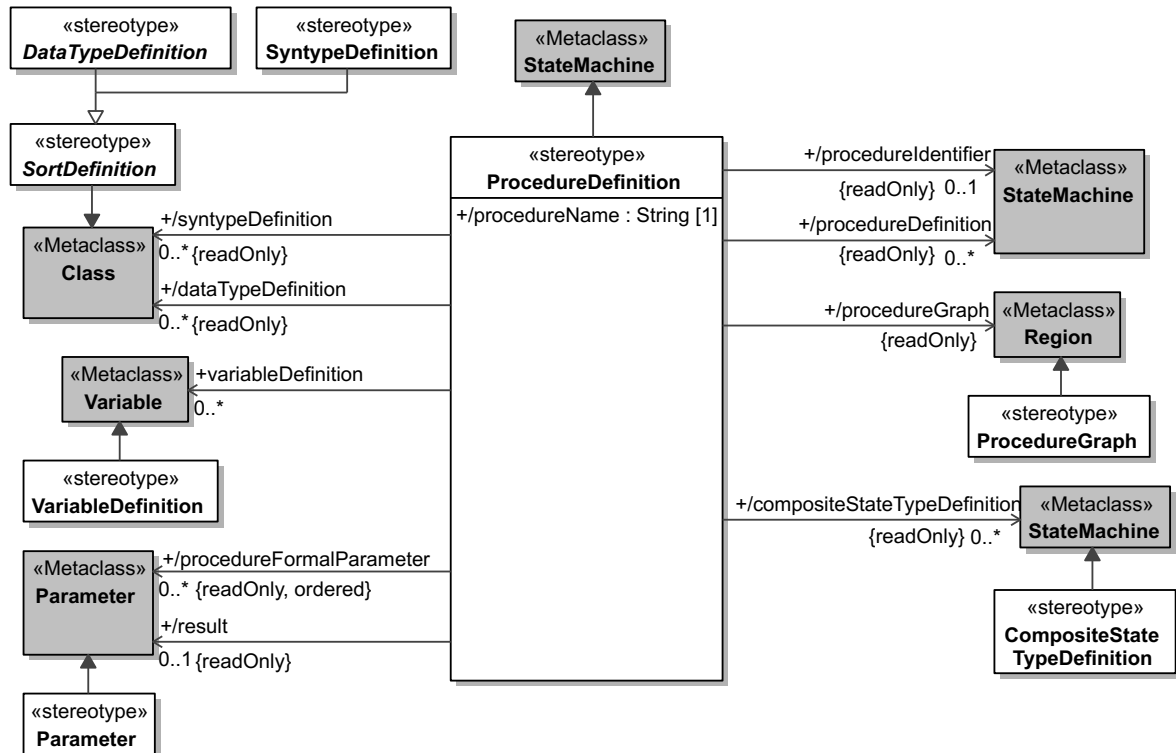 «stereotype»
DataTypeDefinition
«stereotype»
SyntypeDefinition
«Metaclass»
StateMachine
«stereotype»
SortDefinition
«stereotype»
ProcedureDefinition
+/procedureName : String [1]
+/procedureIdentifier
{readOnly} 0..1
«Metaclass»
StateMachine
+/procedureDefinition
{readOnly} 0..*
+/syntypeDefinition
0..* {readOnly}
«Metaclass»
Class
+/dataTypeDefinition
0..* {readOnly}
+/procedureGraph
{readOnly}
«Metaclass»
Region
«stereotype»
ProcedureGraph
+variableDefinition
0..*
«Metaclass»
Variable
«stereotype»
VariableDefinition
+/compositeStateTypeDefinition
{readOnly} 0..*
«Metaclass»
StateMachine
«stereotype»
CompositeState
TypeDefinition
+/procedureFormalParameter
0..* {readOnly, ordered}
«Metaclass»
Parameter
+/result
0..1 {readOnly}
«stereotype»
Parameter